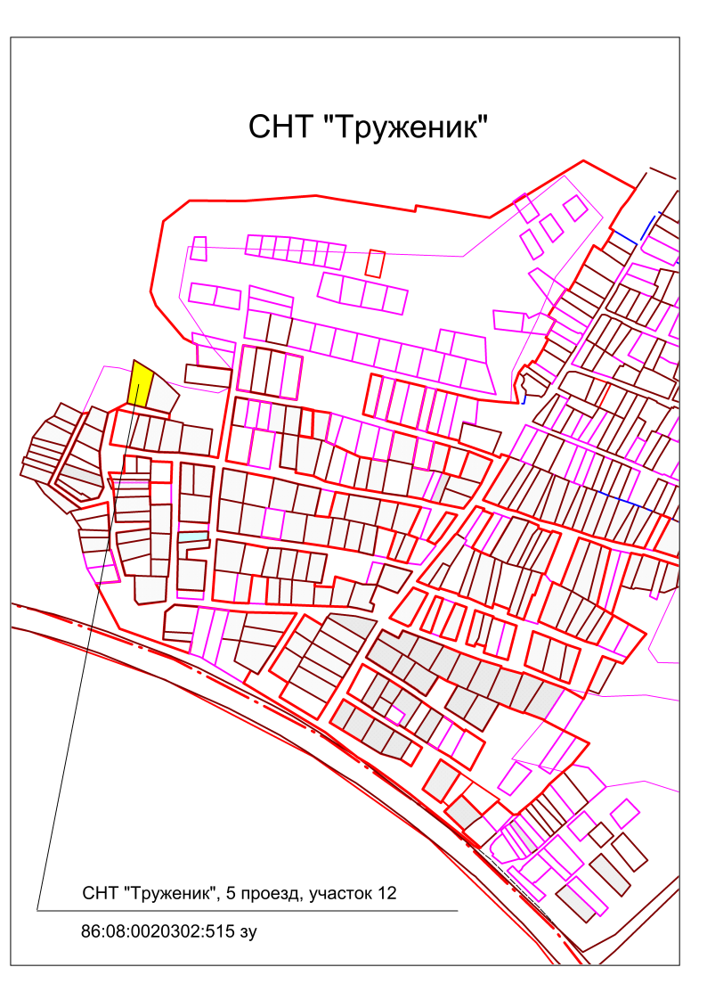 СНТ "Труженик"
СНТ "Труженик", 5 проезд, участок 12
86:08:0020302:515 зу